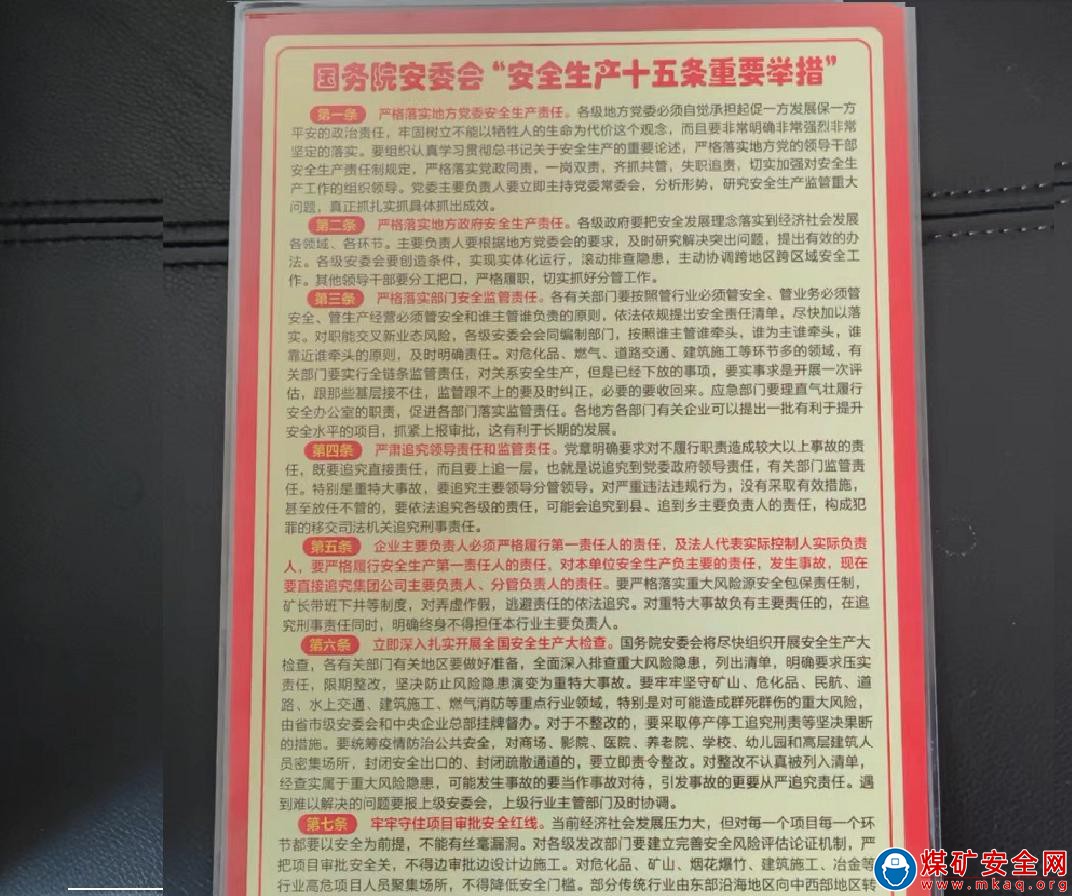 国务院安委会“安全生产十五条重要举措”
第一条 严格落实地方党委安全生产责任。各级地方党委必须自觉承担起促一方发展保一方
平安的政治责任，牢固树立不能以牺牲人的生命为代价这个观念，而且要非常明确非常强烈非常
坚定的落实。要组织认真学习贯彻总书记关于安全生产的重要论述，严格落实地方党的领导干部
安全生产责任制规定，严格落实党政同责，一岗双责，齐抓共管，失职追责，切实加强对安全生
产工作的组织领导。党委主要负责人要立即主持党委常委会，分析形势，研究安全生产监管重大
问题，真正抓扎实抓具体抓出成效。
第二条 严格落实地方政府安全生产责任。各级政府要把安全发展理念落实到经济社会发展
各领域、各环节。主要负责人要根据地方党委会的要求，及时研究解决突出问题，提出有效的办
法。各级安委会要创造条件，实现实体化运行，滚动排查隐患，主动协调跨地区跨区域安全工
作。其他领导干部要分工把口，严格履职，切实抓好分管工作。
第三条 严格落实部门安全监管责任。各有关部门要按照管行业必须管安全、管业务必须管
安全、管生产经营必须管安全和谁主管谁负责的原则，依法依规提出安全责任清单，尽快加以落
实。对职能交叉新业态风险，各级安委会会同编制部门，按照谁主管谁牵头，谁为主谁牵头，谁
靠近谁牵头的原则，及时明确责任。对危化品、燃气、道路交通、建筑施工等环节多的领域，有
关部门要实行全链条监管责任，对关系安全生产，但是已经下放的事项，要实事求是开展一次评
估，跟那些基层接不住，监管跟不上的要及时纠正，必要的要收回来。应急部门要理直气壮履行
安全办公室的职责，促进各部门落实监管责任。各地方各部门有关企业可以提出一批有利于提升
安全水平的项目，抓紧上报审批，这有利于长期的发展。
第四条 严肃追究领导责任和监管责任。党章明确要求对不履行职责造成较大以上事故的责
任，既要追究直接责任，而且要上追一层，也就是说追究到党委政府领导责任，有关部门监管责
任。特别是重特大事故，要追究主要领导分管领导，对严重违法违规行为，没有采取有效措施，
甚至放任不管的，要依法追究各级的责任，可能会追究到县、追到乡主要负责人的责任，构成犯
罪的移交司法机关追究刑事责任。
第五条 企业主要负责人必须严格履行第一责任人的责任，及法人代表实际控制人实际负责
人，要严格履行安全生产第一责任人的责任。对本单位安全生产负主要的责任，发生事故，现在
要直接追究集团公司主要负责人、分管负责人的责任。要严格落实重大风险源安全包保责任制，
矿长带班下井等制度，对弄虚作假，逃避责任的依法追究。对重特大事故负有主要责任的，在追
究刑事责任同时，明确终身不得担任本行业主要负责人。
第六条 立即深入扎实开展全国安全生产大检查。国务院安委会将尽快组织开展安全生产大
检查，各有关部门有关地区要做好准备，全面深入排查重大风险隐患，列出清单，明确要求压实
责任，限期整改，坚决防止风险隐患演变为重特大事故。要牢牢坚守矿山、危化品、民航、道
路、水上交通、建筑施工、燃气消防等重点行业领域，特别是对可能造成群死群伤的重大风险，
由省市级安委会和中央企业总部挂牌督办。对于不整改的，要采取停产停工追究刑责等坚决果断
的措施。要统筹疫情防治公共安全，对商场、影院、医院、养老院、学校、幼儿园和高层建筑人
员密集场所，封闭安全出口的、封闭疏散通道的，要立即责令整改。对整改不认真被列入清单，
经查实属于重大风险隐患，可能发生事故的要当作事故对待，引发事故的更要从严追究责任。遇
到难以解决的问题要报上级安委会，上级行业主管部门及时协调。
第七条 牢牢守住项目审批安全红线。当前经济社会发展压力大，但对每一个项目每一个环
节都要以安全为前提，不能有丝毫漏洞。对各级发改部门要建立完善安全风险评估论证机制，严
把项目审批安全关，不得边审批边设计边施工。对危化品、矿山、烟花爆竹、建筑施工、冶金等
行业高危项目人员聚集场所，不得降低安全门槛。部分传统行业由东部沿海地区向中西部地区转
煤矿安全网
www.mkaq.org